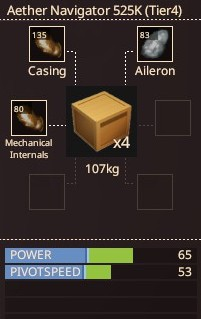 Aether Navigator 525K (Tier4)
135
83
Casing
Aileron
80
x4
Mechanical
Internals
107kg
POWER 65
PIVOTSPEED 53